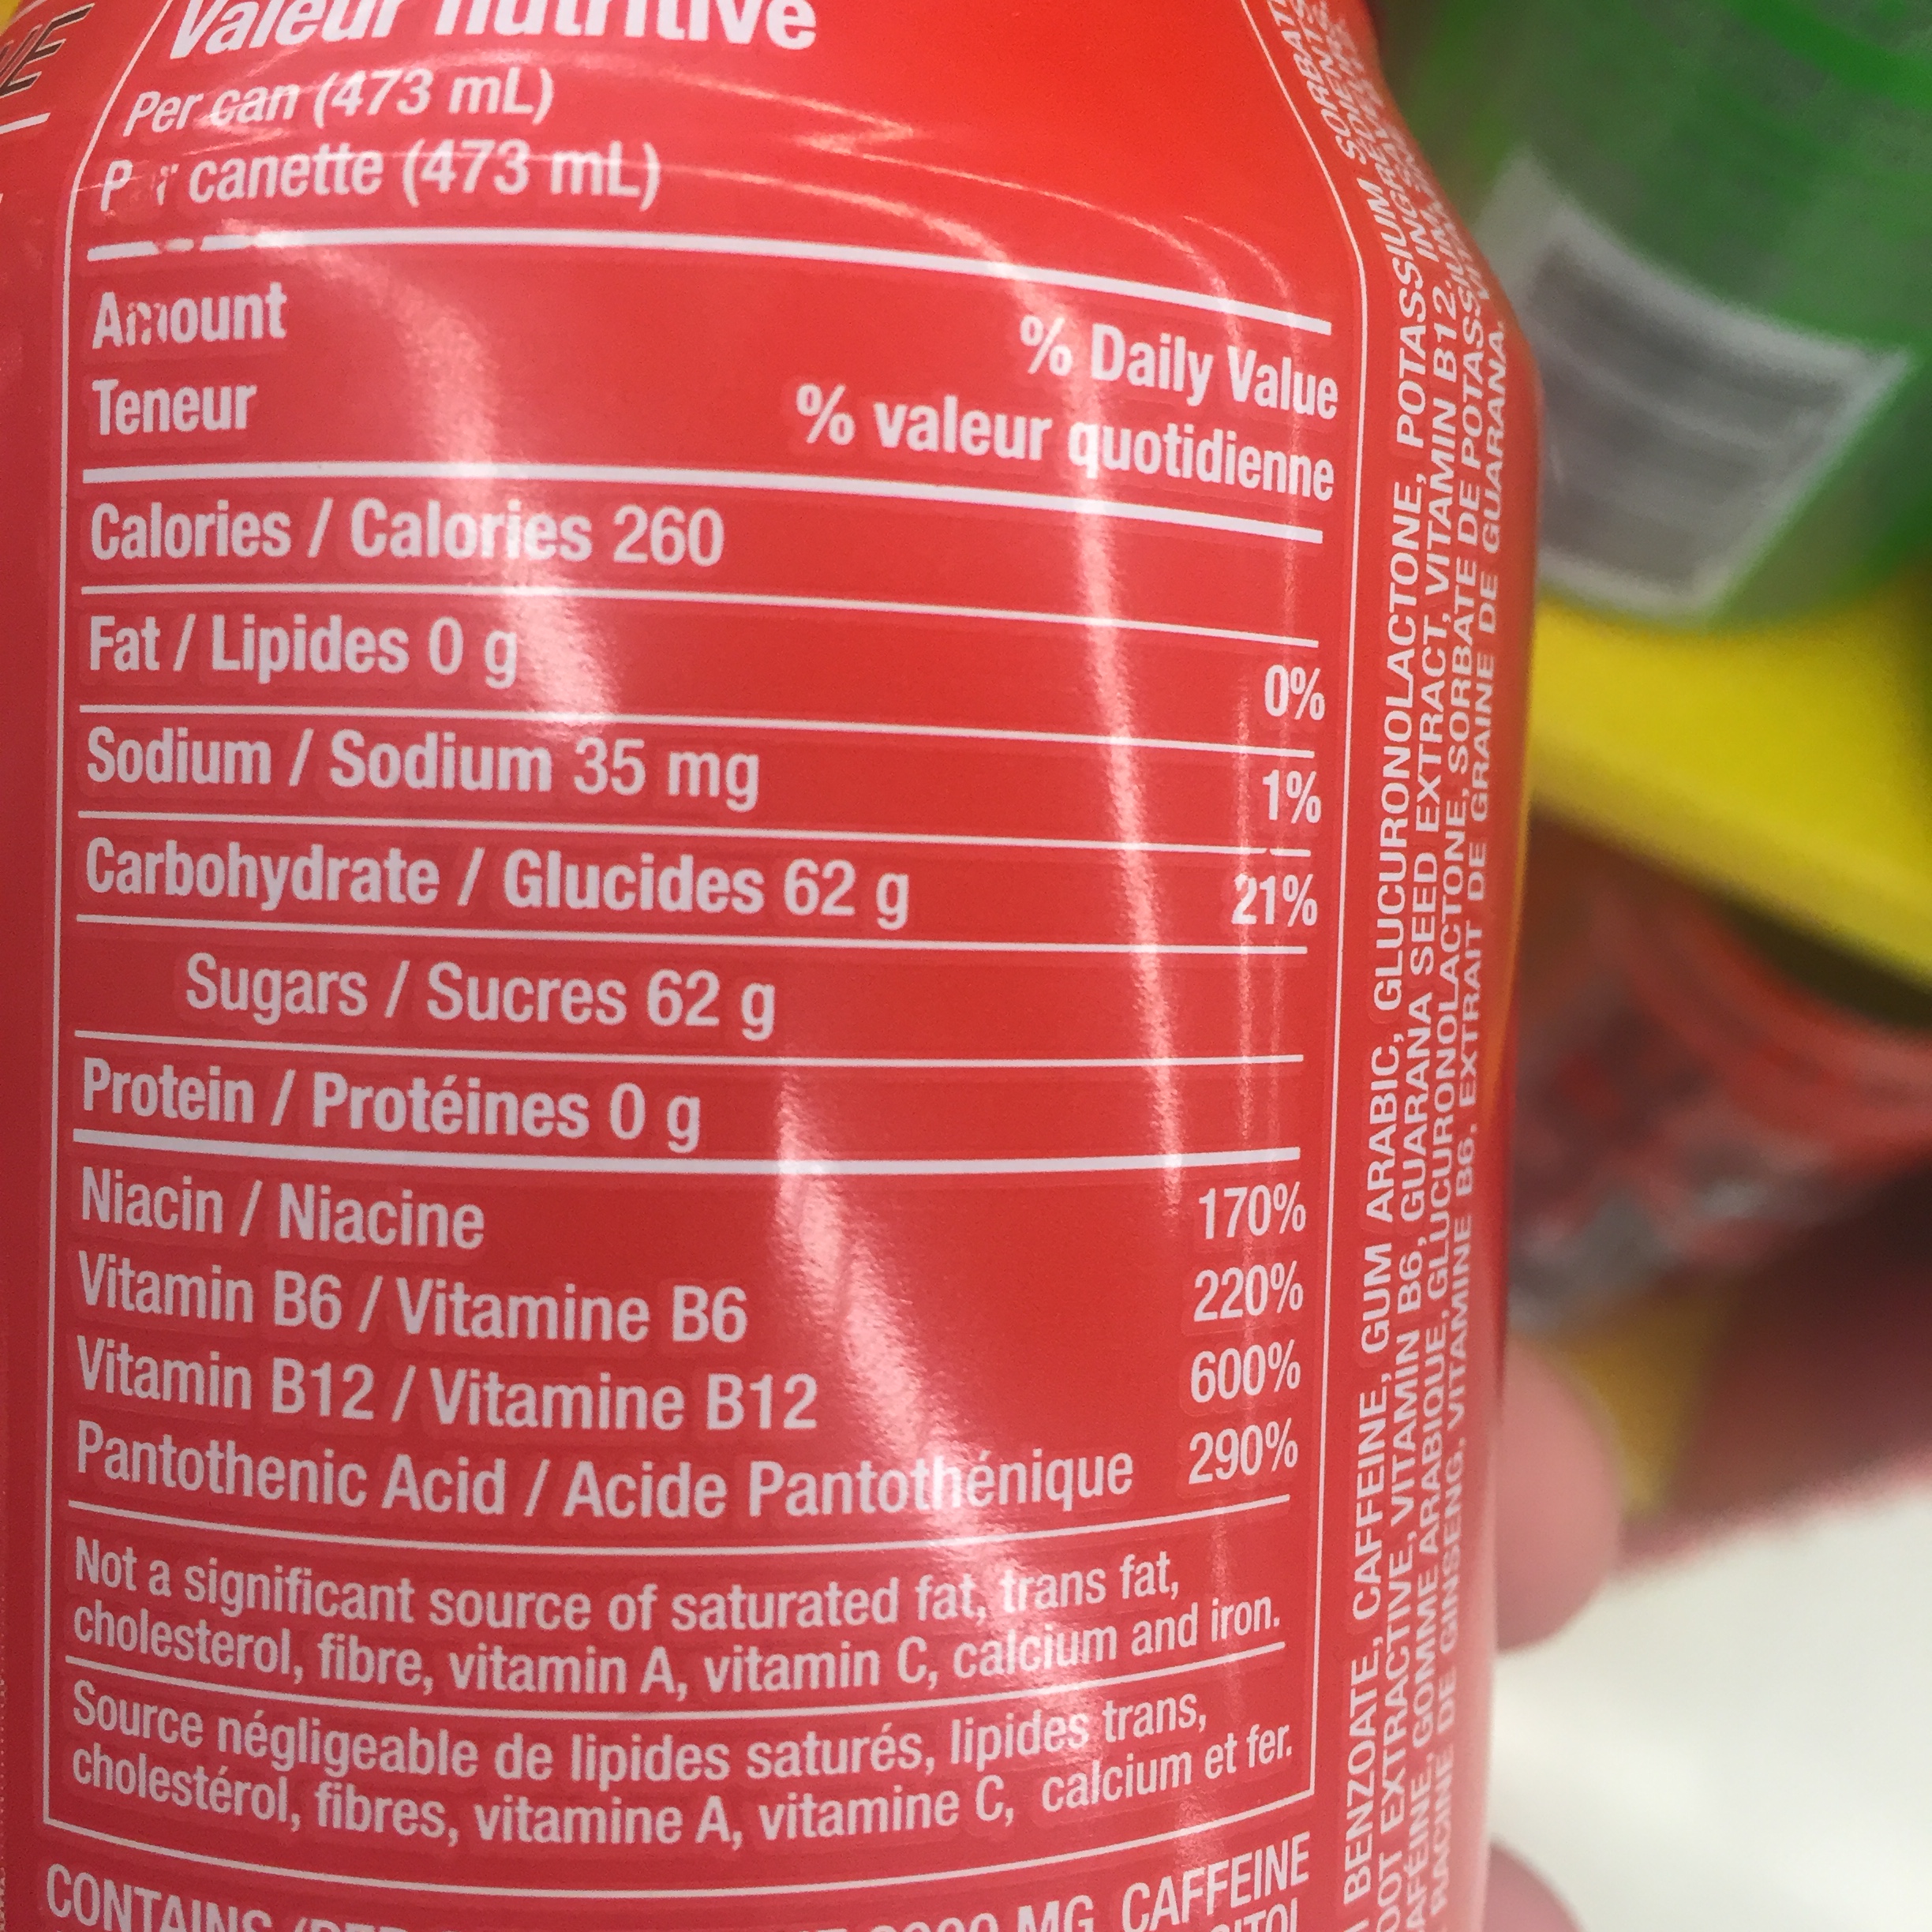 Valeur nutritive
Per can (473 mL)
canette (473 mL)
Amount
% Daily Value
Teneur
% valeur quotidienne
Calories / Calories 260
Fat / Lipides 0 g 0%
Sodium / Sodium 35 mg 1%
Carbohydrate / Glucides 62 g 21%
Sugars / Sucres 62 g
Protein / Protéines 0 g
Niacin / Niacine 170%
Vitamin B6 / Vitamine B6 220%
Vitamin B12 / Vitamine B12 600%
Pantothenic Acid / Acide Pantothénique 290%
Not a significant source of saturated fat, trans fat,
cholesterol, fibre, vitamin A, vitamin C, calcium and iron.
Source négligeable de lipides saturés, lipides trans,
cholestérol, fibres, vitamine A, vitamine C, calcium et fer.
CONTAINS MG CAFFEINE
BENZOATE, CAFFEINE, GUM ARABIC, GLUCURONOLACTONE, POTASSIUM
EXTRACTIVE, VITAMIN B6, GUARANA SEED EXTRACT, VITAMIN B12.
GOMME ARABIQUE, GLUCURONOLACTONE, SORBATE DE POTASSIUM
RACINE DE GINSENG, VITAMINE B6, EXTRAIT DE GRAINE DE GUARANA,